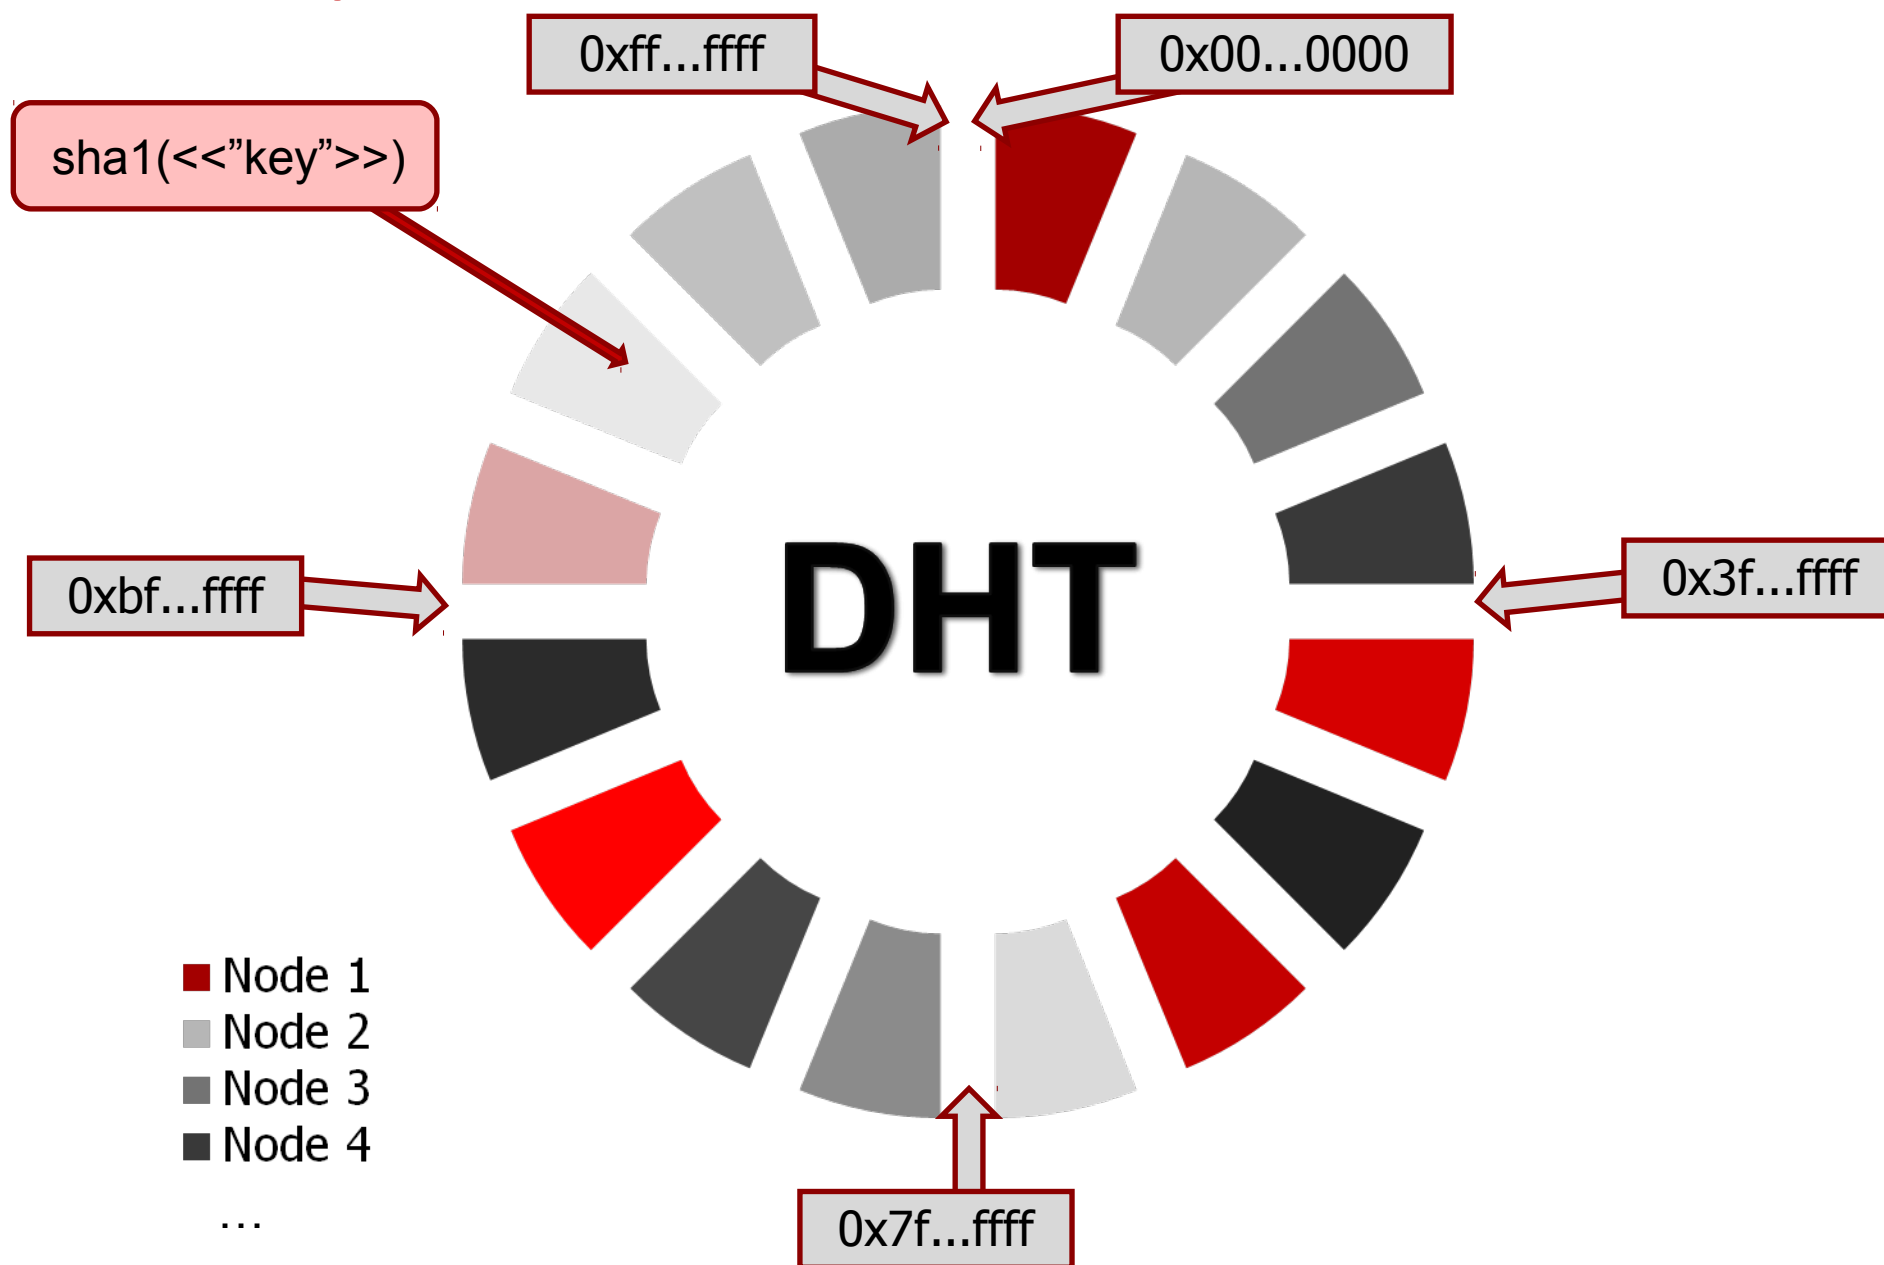 0xff...ffff
0x00...0000
sha1(<<”key”>>)
DHT
0xbf...ffff
0x3f...ffff
Node 1
Node 2
Node 3
Node 4
...
0x7f...ffff